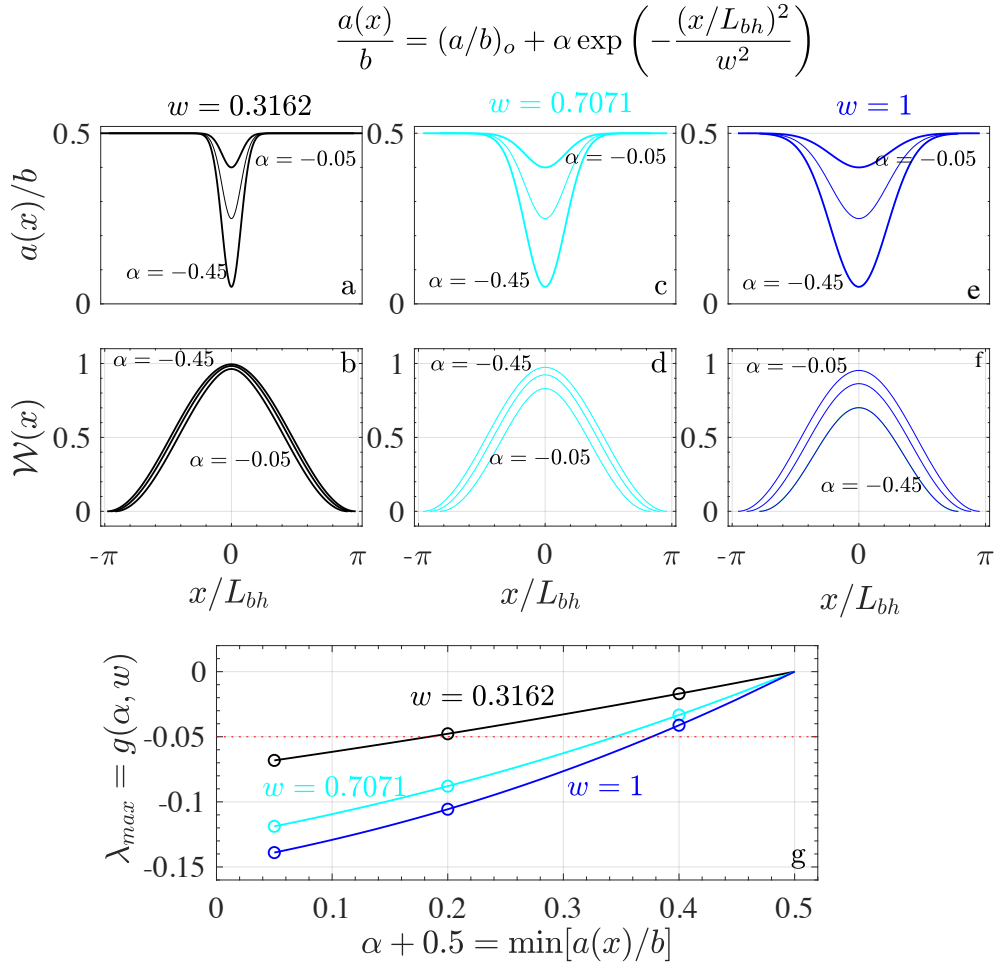 a(x)/b = (a/b)ₒ + α exp(−(x/L_bh)²/w²)
w = 0.3162 w = 0.7071 w = 1
a(x)/b
0.5 0.5 0.5
α = −0.05 α = −0.05 α = −0.05
α = −0.45 α = −0.45 α = −0.45
0 0 0
a c e
W(x)
1 1 1
α = −0.45 α = −0.45 α = −0.05
b d f
0.5 0.5 0.5
α = −0.05 α = −0.05 α = −0.45
0 0 0
-π 0 π -π 0 π -π 0 π
x/L_bh x/L_bh x/L_bh
λ_max = g(α, w)
0
w = 0.3162
-0.05
w = 0.7071 w = 1
-0.1
-0.15
g
0 0.1 0.2 0.3 0.4 0.5
α + 0.5 = min[a(x)/b]